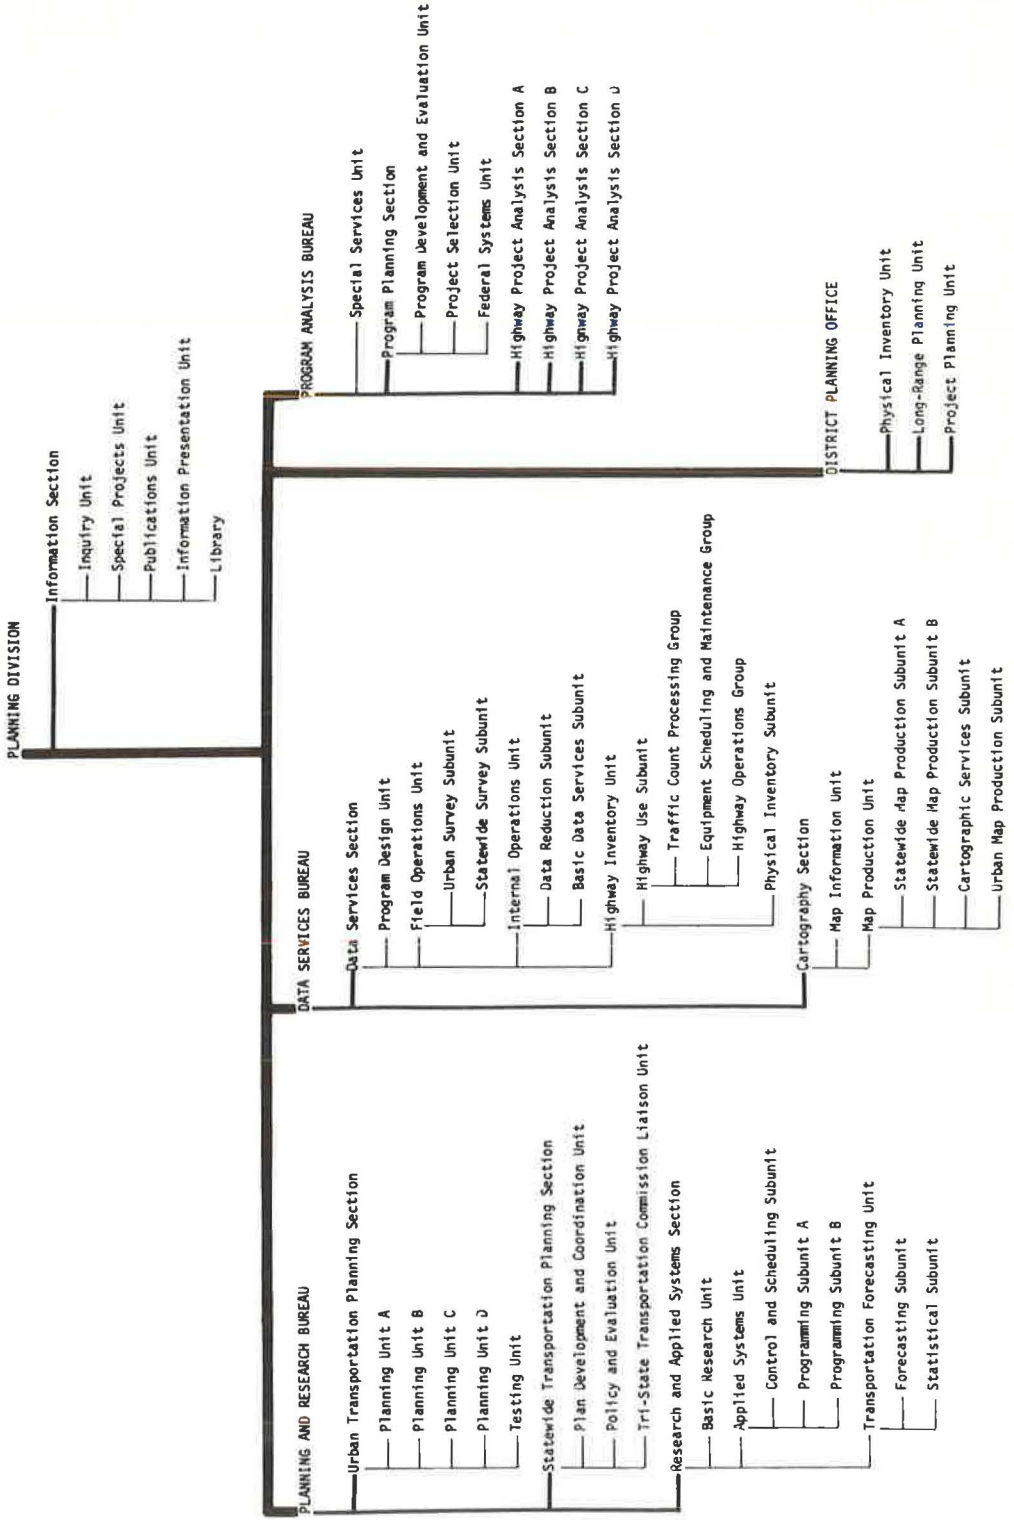 PLANNING DIVISION
Information Section
Inquiry Unit
Special Projects Unit
Publications Unit
Information Presentation Unit
Library
PLANNING AND RESEARCH BUREAU
Urban Transportation Planning Section
Planning Unit A
Planning Unit B
Planning Unit C
Planning Unit D
Testing Unit
Statewide Transportation Planning Section
Plan Development and Coordination Unit
Policy and Evaluation Unit
Tri-State Transportation Commission Liaison Unit
Research and Applied Systems Section
Basic Research Unit
Applied Systems Unit
Control and Scheduling Subunit
Programming Subunit A
Programming Subunit B
Transportation Forecasting Unit
Forecasting Subunit
Statistical Subunit
DATA SERVICES BUREAU
Data Services Section
Program Design Unit
Field Operations Unit
Urban Survey Subunit
Statewide Survey Subunit
Internal Operations Unit
Data Reduction Subunit
Basic Data Services Subunit
Highway Inventory Unit
Highway Use Subunit
Traffic Count Processing Group
Equipment Scheduling and Maintenance Group
Highway Operations Group
Physical Inventory Subunit
Cartography Section
Map Information Unit
Map Production Unit
Statewide Map Production Subunit A
Statewide Map Production Subunit B
Cartographic Services Subunit
Urban Map Production Subunit
PROGRAM ANALYSIS BUREAU
Special Services Unit
Program Planning Section
Program Development and Evaluation Unit
Project Selection Unit
Federal Systems Unit
Highway Project Analysis Section A
Highway Project Analysis Section B
Highway Project Analysis Section C
Highway Project Analysis Section D
DISTRICT PLANNING OFFICE
Physical Inventory Unit
Long-Range Planning Unit
Project Planning Unit